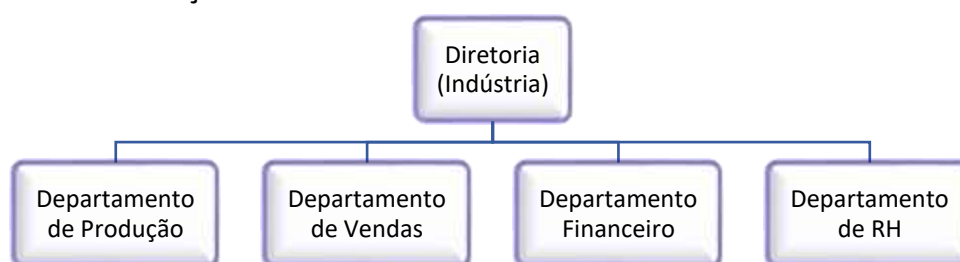 Diretoria
(Indústria)
Departamento
de Produção
Departamento
de Vendas
Departamento
Financeiro
Departamento
de RH